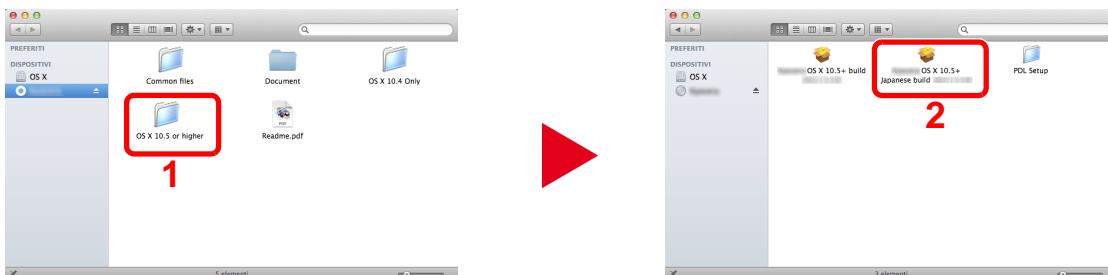 PREFERITI
DISPOSITIVI
OS X
Common files
Document
OS X 10.4 Only
OS X 10.5 or higher
PDF
Readme.pdf
1
5 elementi
PREFERITI
DISPOSITIVI
OS X
OS X 10.5+ build
OS X 10.5+
Japanese build
PDL Setup
2
3 elementi